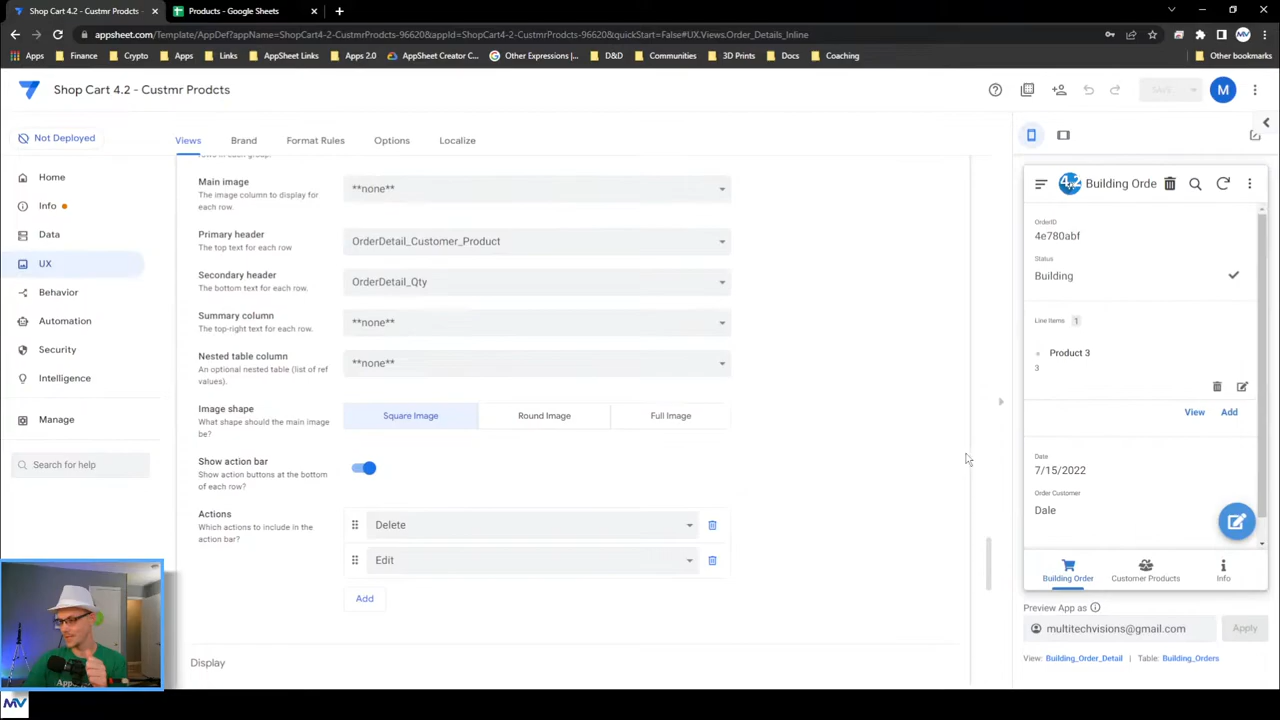 Shop Cart 4.2 - Custmr Prodcts -
Products - Google Sheets
appsheet.com/Template/AppDef?appName=ShopCart4-2-CustmrProdcts-96620&appId=ShopCart4-2-CustmrProdcts-96620&quickStart=False#UX.Views.Order_Details_Inline
Apps Finance Crypto Apps Links AppSheet Links Apps 2.0 AppSheet Creator C... Other Expressions |... D&D Communities 3D Prints Docs Coaching Other bookmarks
Shop Cart 4.2 - Custmr Prodcts
SAVE
M
Not Deployed
Views Brand Format Rules Options Localize
Home
Info
Data
UX
Behavior
Automation
Security
Intelligence
Manage
Search for help
rows in each group.
Main image
The image column to display for
each row.
**none**
Primary header
The top text for each row
OrderDetail_Customer_Product
Secondary header
The bottom text for each row.
OrderDetail_Qty
Summary column
The top-right text for each row.
**none**
Nested table column
An optional nested table (list of ref
values).
**none**
Image shape
What shape should the main image
be?
Square Image Round Image Full Image
Show action bar
Show action buttons at the bottom
of each row?
Actions
Which actions to include in the
action bar?
Delete
Edit
Add
Display
4.2
Building Orde
OrderID
4e780abf
Status
Building
Line Items 1
Product 3
3
View Add
Date
7/15/2022
Order Customer
Dale
Building Order Customer Products Info
Preview App as
multitechvisions@gmail.com Apply
View: Building_Order_Detail | Table: Building_Orders
MV